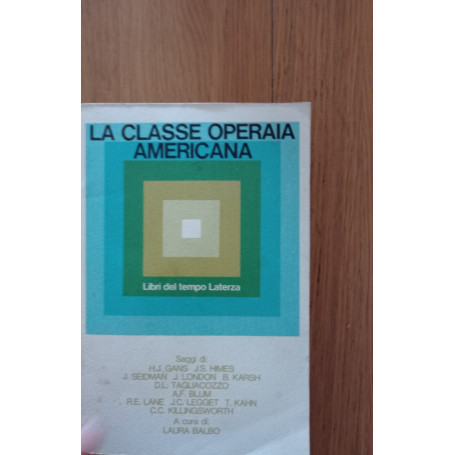 LA CLASSE OPERAIA
AMERICANA
Libri del tempo Laterza
Saggi di:
H.J. GANS J.S. HIMES
J. SEIDMAN J. LONDON B. KARSH
D.L. TAGLIACOZZO
A.F. BLUM
R.E. LANE J.C. LEGGET T. KAHN
C.C. KILLINGSWORTH
A cura di:
LAURA BALBO